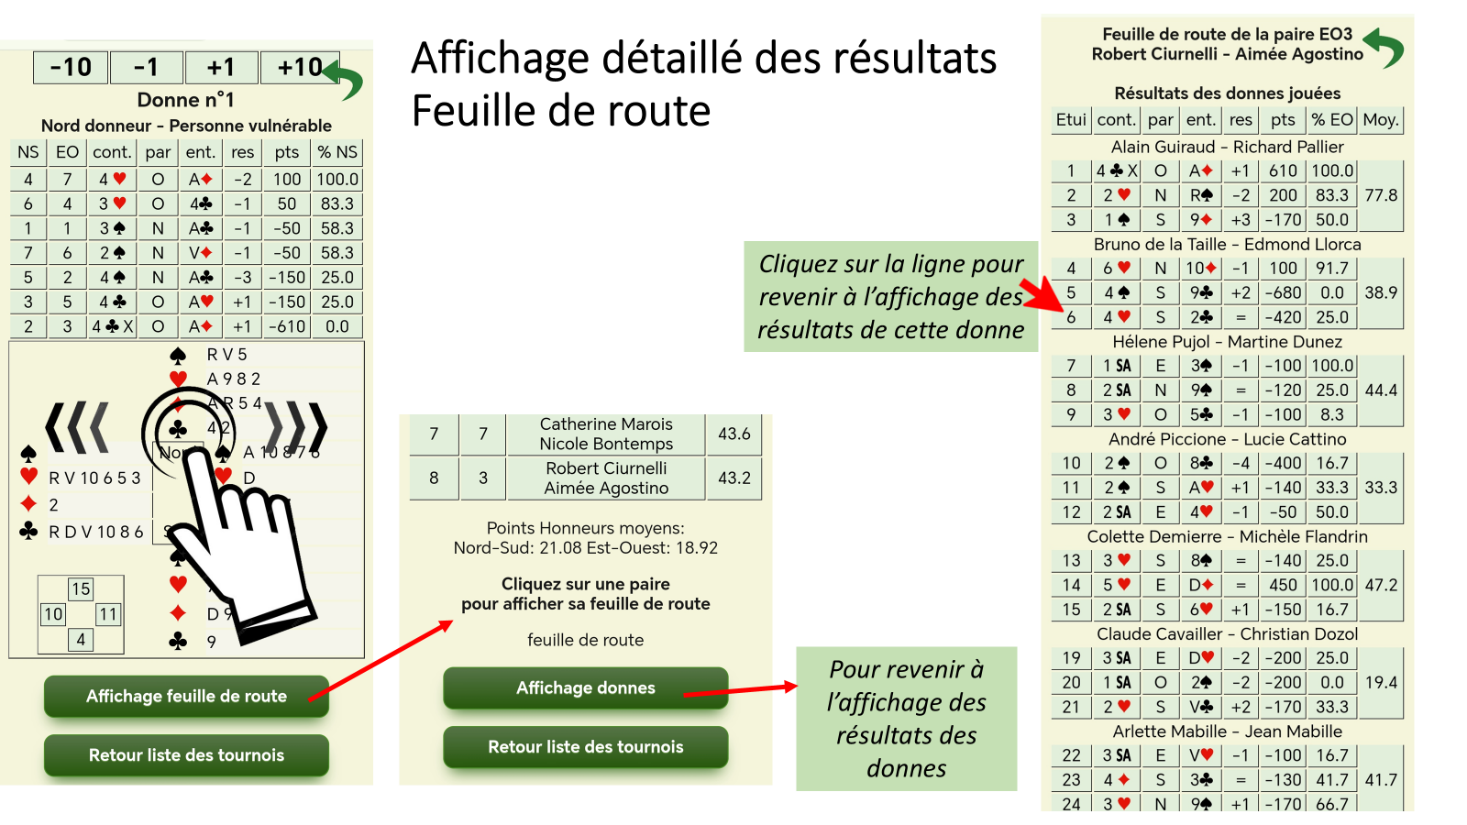 Affichage détaillé des résultats
Feuille de route
-10 -1 +1 +10
Donne n°1
Nord donneur - Personne vulnérable
NS EO cont. par ent. res pts % NS
4 7 4 ♥ O A♦ -2 100 100.0
6 4 3 ♥ O 4♣ -1 50 83.3
1 1 3 ♠ N A♣ -1 -50 58.3
7 6 2 ♠ N V♦ -1 -50 58.3
5 2 4 ♠ N A♣ -3 -150 25.0
3 5 4 ♣ O A♥ +1 -150 25.0
2 3 4 ♣ X O A♦ +1 -610 0.0
♠ R V 5
♥ A 9 8 2
♦ A R 5 4
♣ 4 2
♠
♥ R V 10 6 5 3
♦ 2
♣ R D V 10 8 6
♠ A 10 8 7 6
♥ D
♠
♥
♦ D 9
♣ 9
15
10 11
4
Affichage feuille de route
Retour liste des tournois
7 7 Catherine Marois
Nicole Bontemps 43.6
8 3 Robert Ciurnelli
Aimée Agostino 43.2
Points Honneurs moyens:
Nord-Sud: 21.08 Est-Ouest: 18.92
Cliquez sur une paire
pour afficher sa feuille de route
feuille de route
Affichage donnes
Retour liste des tournois
Cliquez sur la ligne pour
revenir à l'affichage des
résultats de cette donne
Pour revenir à
l'affichage des
résultats des
donnes
Feuille de route de la paire EO3
Robert Ciurnelli - Aimée Agostino
Résultats des donnes jouées
Etui cont. par ent. res pts % EO Moy.
Alain Guiraud - Richard Pallier
1 4 ♣ X O A♦ +1 610 100.0
2 2 ♥ N R♠ -2 200 83.3 77.8
3 1 ♠ S 9♦ +3 -170 50.0
Bruno de la Taille - Edmond Llorca
4 6 ♥ N 10♦ -1 100 91.7
5 4 ♠ S 9♣ +2 -680 0.0 38.9
6 4 ♥ S 2♣ = -420 25.0
Hélene Pujol - Martine Dunez
7 1 SA E 3♠ -1 -100 100.0
8 2 SA N 9♠ = -120 25.0 44.4
9 3 ♥ O 5♣ -1 -100 8.3
André Piccione - Lucie Cattino
10 2 ♠ O 8♣ -4 -400 16.7
11 2 ♠ S A♥ +1 -140 33.3 33.3
12 2 SA E 4♥ -1 -50 50.0
Colette Demierre - Michèle Flandrin
13 3 ♥ S 8♠ = -140 25.0
14 5 ♥ E D♦ = 450 100.0 47.2
15 2 SA S 6♥ +1 -150 16.7
Claude Cavailler - Christian Dozol
19 3 SA E D♥ -2 -200 25.0
20 1 SA O 2♠ -2 -200 0.0 19.4
21 2 ♥ S V♣ +2 -170 33.3
Arlette Mabille - Jean Mabille
22 3 SA E V♥ -1 -100 16.7
23 4 ♦ S 3♣ = -130 41.7 41.7
24 3 ♥ N 9♠ +1 -170 66.7